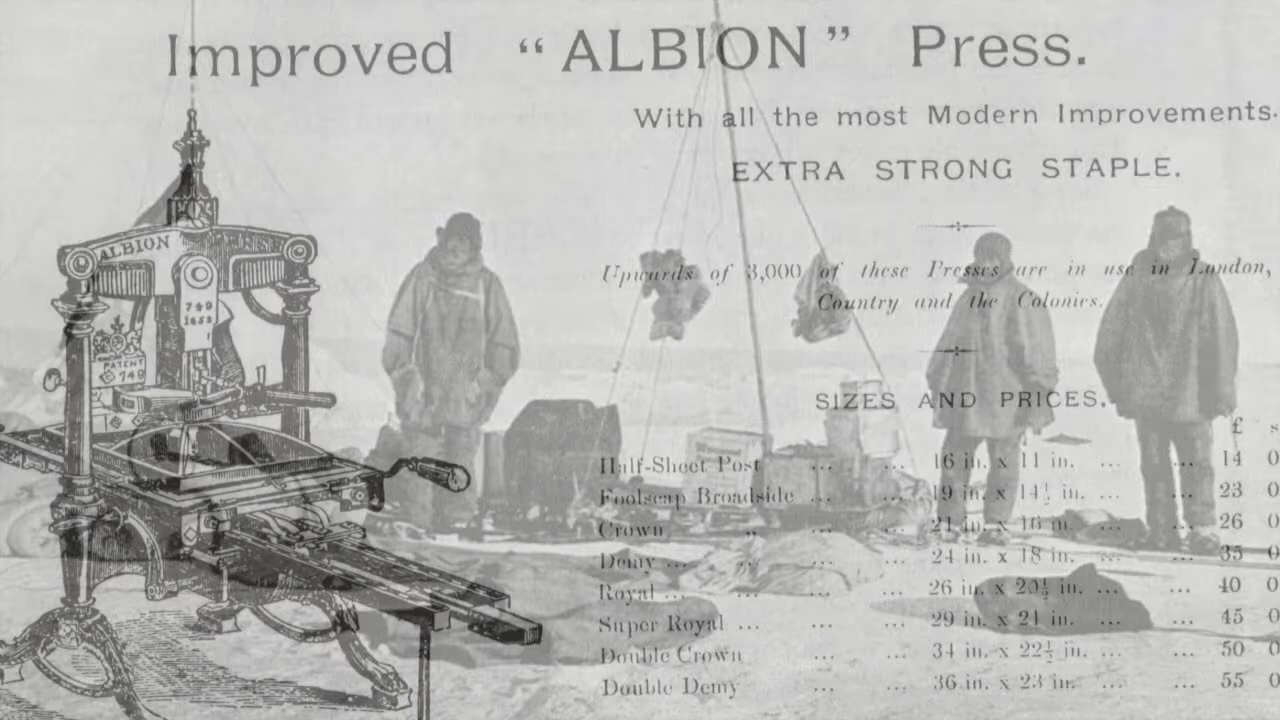 Improved “ALBION” Press.
With all the most Modern Improvements.
EXTRA STRONG STAPLE.
Upwards of 3,000 of these Presses are in use in London,
Country and the Colonies.
SIZES AND PRICES.
£ s
Half-Sheet Post ... ... 16 in. x 11 in. ... ... 14 0
Foolscap Broadside ... ... 19 in. x 14½ in. ... ... 23 0
Crown ,, ... 21 in. x 16 in. ... ... 26 0
Demy ... ,, ... 24 in. x 18 in. ... ... 35 0
Royal ... ... ... 26 in. x 20½ in. ... ... 40 0
Super Royal ... ... ... 29 in. x 21 in. ... ... 45 0
Double Crown ... ... 34 in. x 22½ in. ... ... 50 0
Double Demy ... ... 36 in. x 23 in. ... ... 55 0
ALBION PRESS
749
PATENT
749